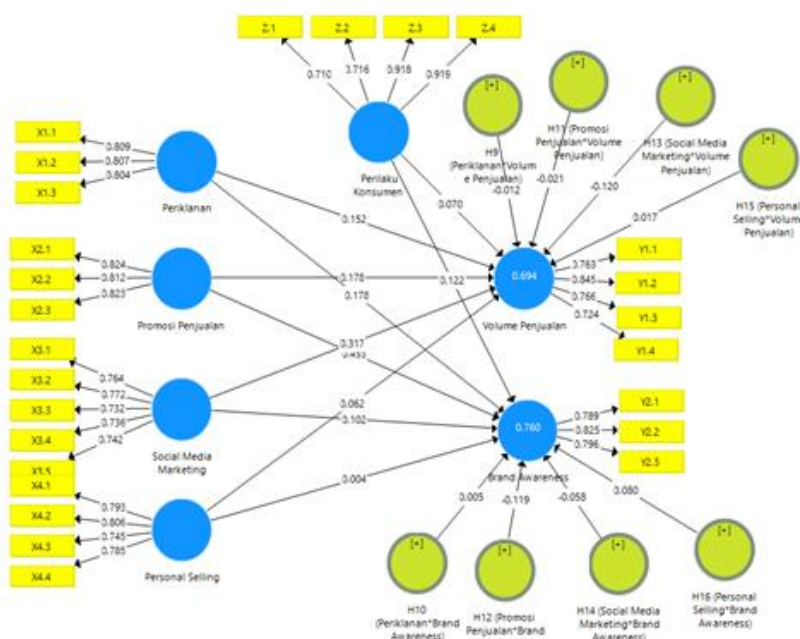 Z.1
Z.2
Z.3
Z.4
0.710
0.716
0.918
0.919
[+]
[+]
[+]
[+]
X1.1
X1.2
X1.3
0.809
0.807
0.804
Periklanan
Perilaku
Konsumen
H9
(Periklanan*Volum
e Penjualan)
H11 (Promosi
Penjualan*Volume
Penjualan)
H13 (Social Media
Marketing*Volume
Penjualan)
H15 (Personal
Selling*Volume
Penjualan)
-0.012
-0.021
-0.120
0.017
0.152
0.070
X2.1
X2.2
X2.3
0.824
0.812
0.823
Promosi Penjualan
0.178
0.178
0.122
0.694
Volume Penjualan
0.763
0.845
0.766
0.724
Y1.1
Y1.2
Y1.3
Y1.4
X3.1
X3.2
X3.3
X3.4
X3.5
0.764
0.772
0.732
0.736
0.742
Social Media
Marketing
0.317
0.062
0.102
0.760
Brand Awareness
0.789
0.825
0.796
Y2.1
Y2.2
Y2.3
X4.1
X4.2
X4.3
X4.4
0.793
0.806
0.745
0.785
Personal Selling
0.004
0.005
-0.119
-0.058
0.080
[+]
[+]
[+]
[+]
H10
(Periklanan*Brand
Awareness)
H12 (Promosi
Penjualan*Brand
H14 (Social Media
Marketing*Brand
Awareness)
H16 (Personal
Selling*Brand
Awareness)